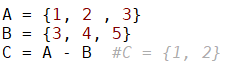 A = {1, 2 , 3}
B = {3, 4, 5}
C = A - B  #C = {1, 2}